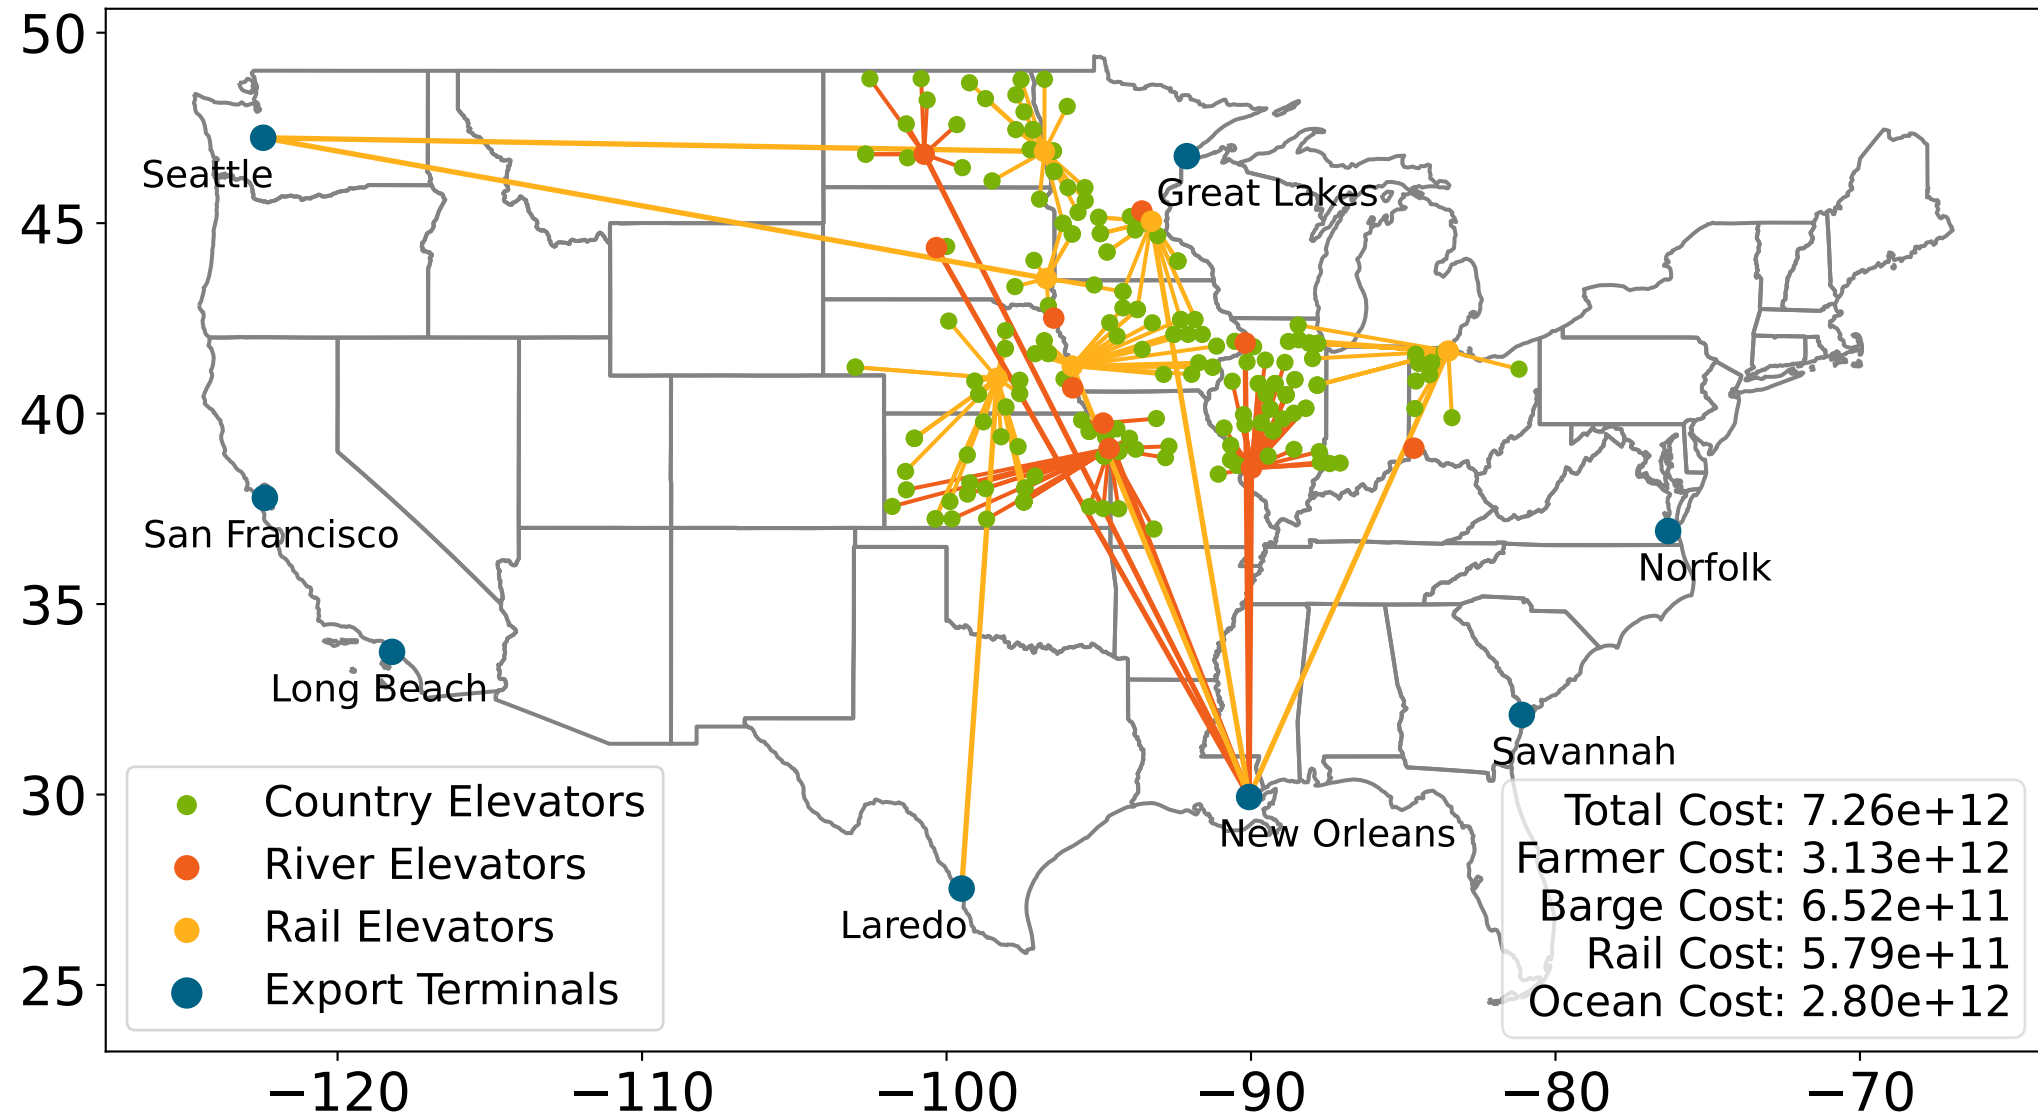 50
45
40
35
30
25
−120
−110
−100
−90
−80
−70
Seattle
Great Lakes
San Francisco
Norfolk
Long Beach
Savannah
New Orleans
Laredo
Country Elevators
River Elevators
Rail Elevators
Export Terminals
Total Cost: 7.26e+12
Farmer Cost: 3.13e+12
Barge Cost: 6.52e+11
Rail Cost: 5.79e+11
Ocean Cost: 2.80e+12